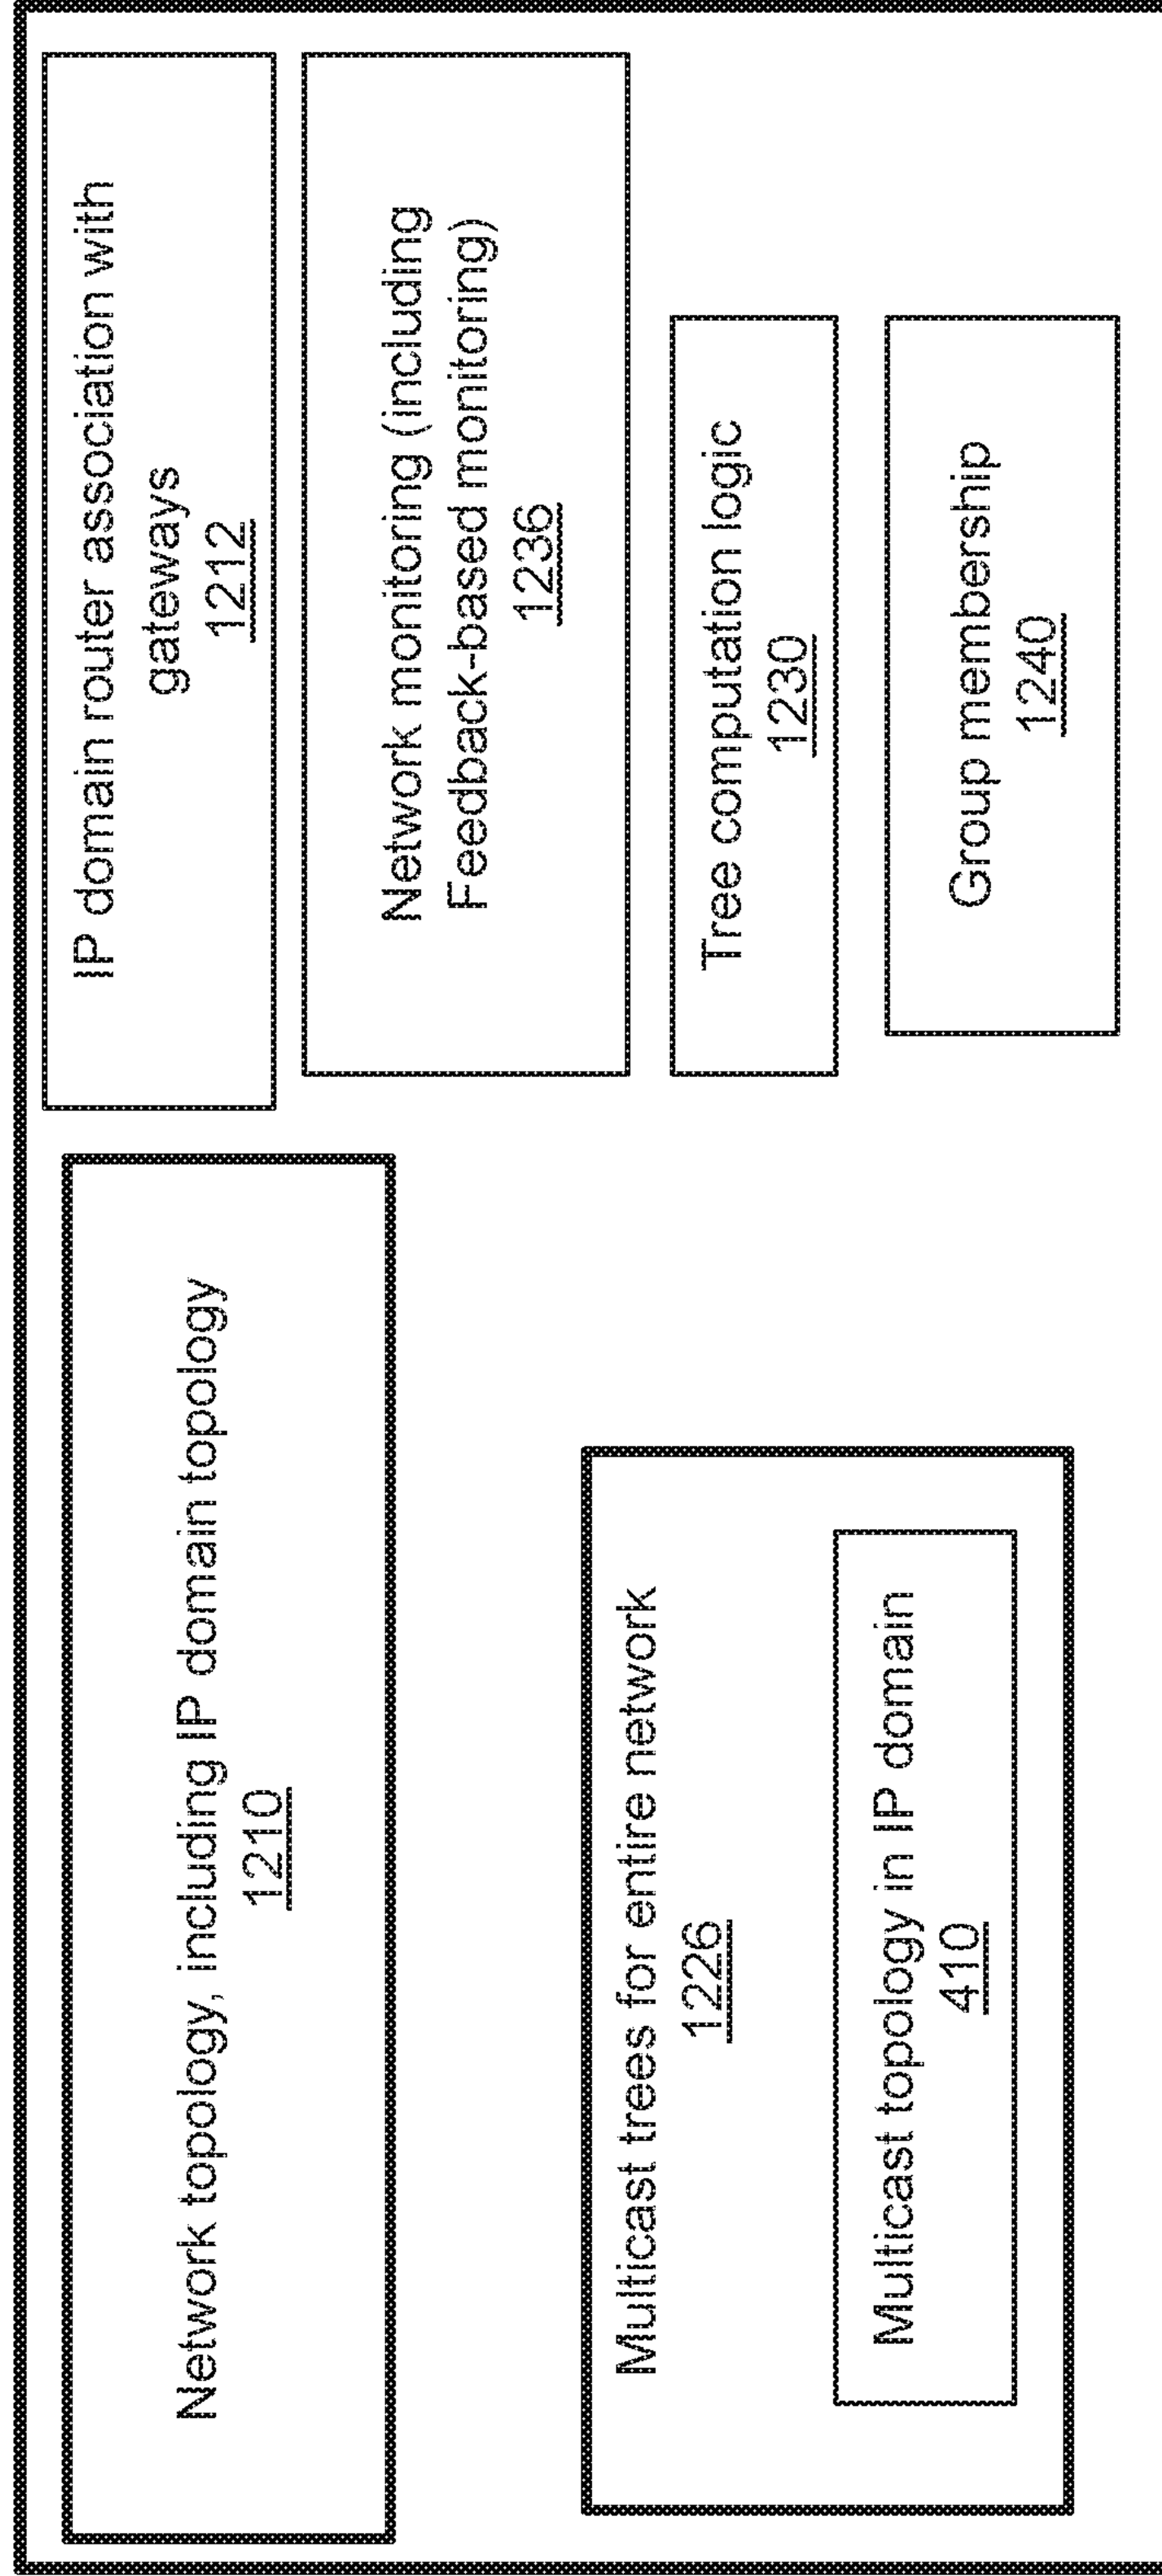 Network topology, including IP domain topology
1210
Multicast trees for entire network
1226
Multicast topology in IP domain
410
IP domain router association with
gateways
1212
Network monitoring (including
Feedback-based monitoring)
1236
Tree computation logic
1230
Group membership
1240